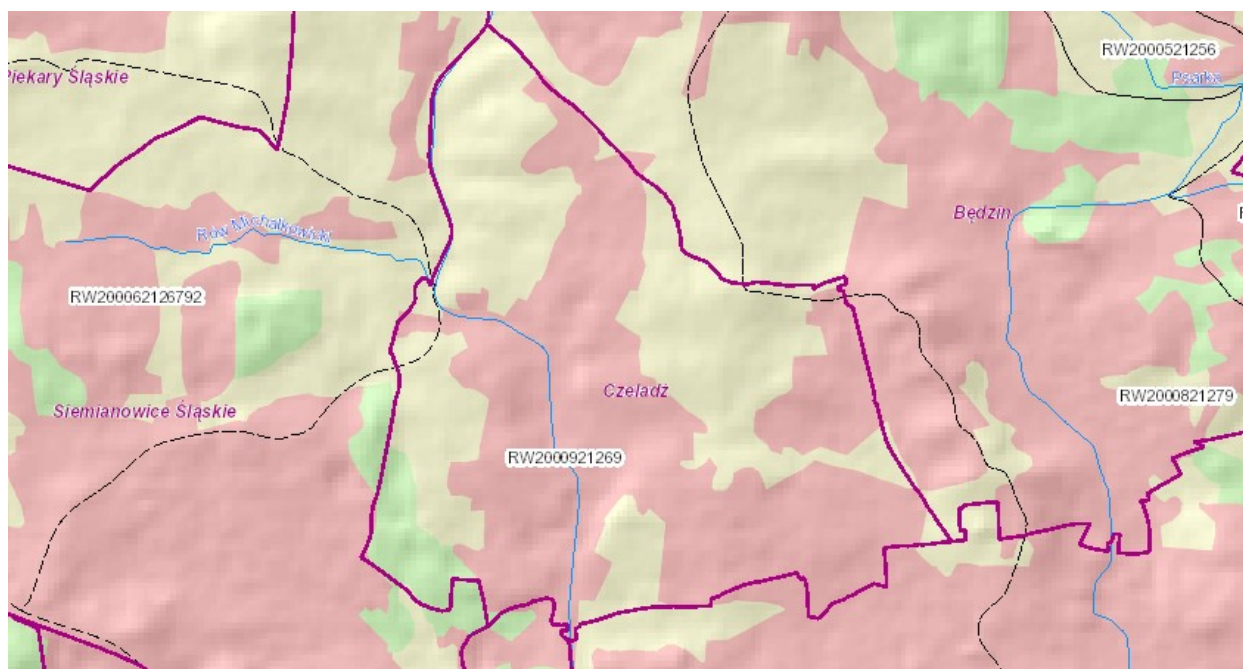 RW2000521256
Piekary Śląskie
Psarka
Będzin
Rów Michałkowicki
RW200062126792
Czeladź
RW2000821279
Siemianowice Śląskie
RW2000921269